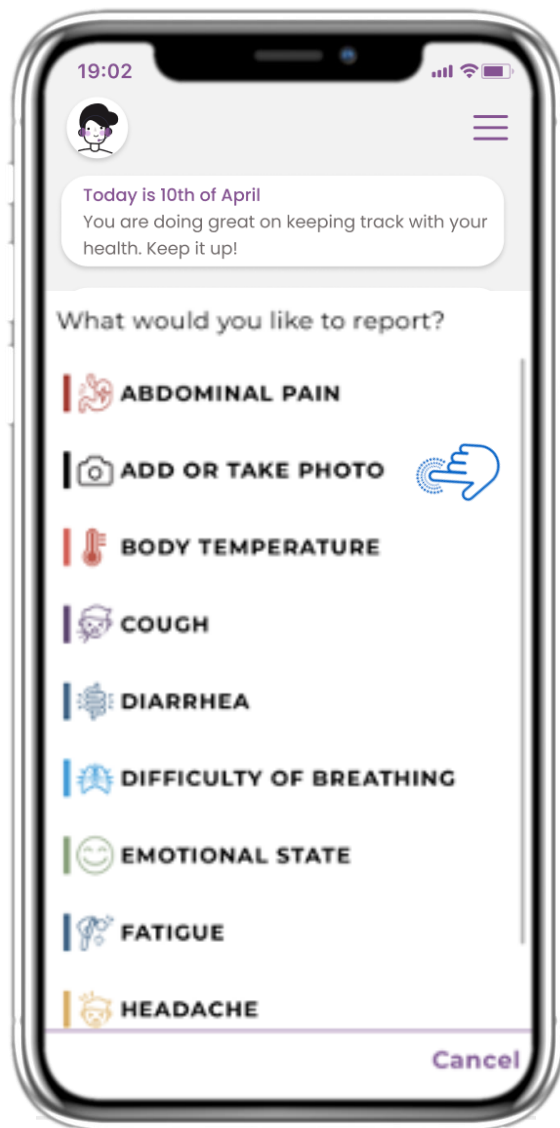 19:02
Today is 10th of April
You are doing great on keeping track with your
health. Keep it up!
What would you like to report?
ABDOMINAL PAIN
ADD OR TAKE PHOTO
BODY TEMPERATURE
COUGH
DIARRHEA
DIFFICULTY OF BREATHING
EMOTIONAL STATE
FATIGUE
HEADACHE
Cancel